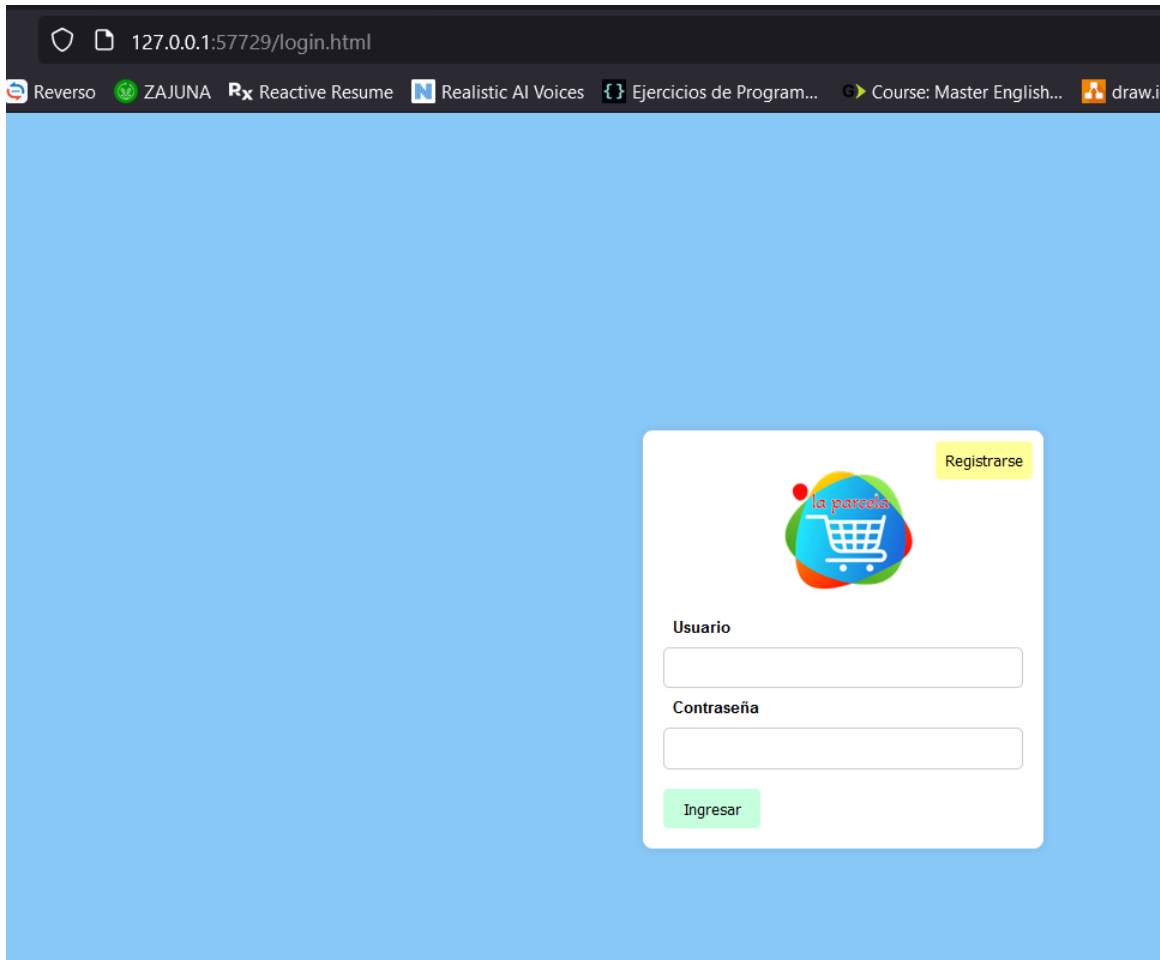 127.0.0.1:57729/login.html
Reverso ZAJUNA Rx Reactive Resume N Realistic AI Voices {} Ejercicios de Program... G Course: Master English... draw.i
Registrarse
la parcela
Usuario
Contraseña
Ingresar